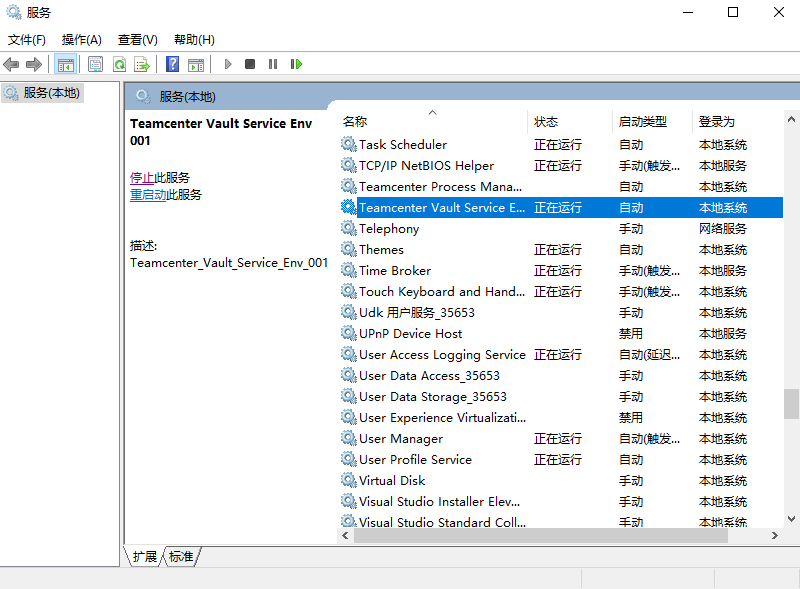 服务
文件(F) 操作(A) 查看(V) 帮助(H)
服务(本地)
服务(本地)
Teamcenter Vault Service Env
001
停止此服务
重启动此服务
描述:
Teamcenter_Vault_Service_Env_001
名称 状态 启动类型 登录为
Task Scheduler 正在运行 自动 本地系统
TCP/IP NetBIOS Helper 正在运行 手动(触发... 本地服务
Teamcenter Process Mana... 自动 本地系统
Teamcenter Vault Service E... 正在运行 自动 本地系统
Telephony 手动 网络服务
Themes 正在运行 自动 本地系统
Time Broker 正在运行 手动(触发... 本地服务
Touch Keyboard and Hand... 正在运行 手动(触发... 本地系统
Udk 用户服务_35653 手动 本地系统
UPnP Device Host 禁用 本地服务
User Access Logging Service 正在运行 自动(延迟... 本地系统
User Data Access_35653 手动 本地系统
User Data Storage_35653 手动 本地系统
User Experience Virtualizati... 禁用 本地系统
User Manager 正在运行 自动(触发... 本地系统
User Profile Service 正在运行 自动 本地系统
Virtual Disk 手动 本地系统
Visual Studio Installer Elev... 手动 本地系统
Visual Studio Standard Coll... 手动 本地系统
扩展 标准